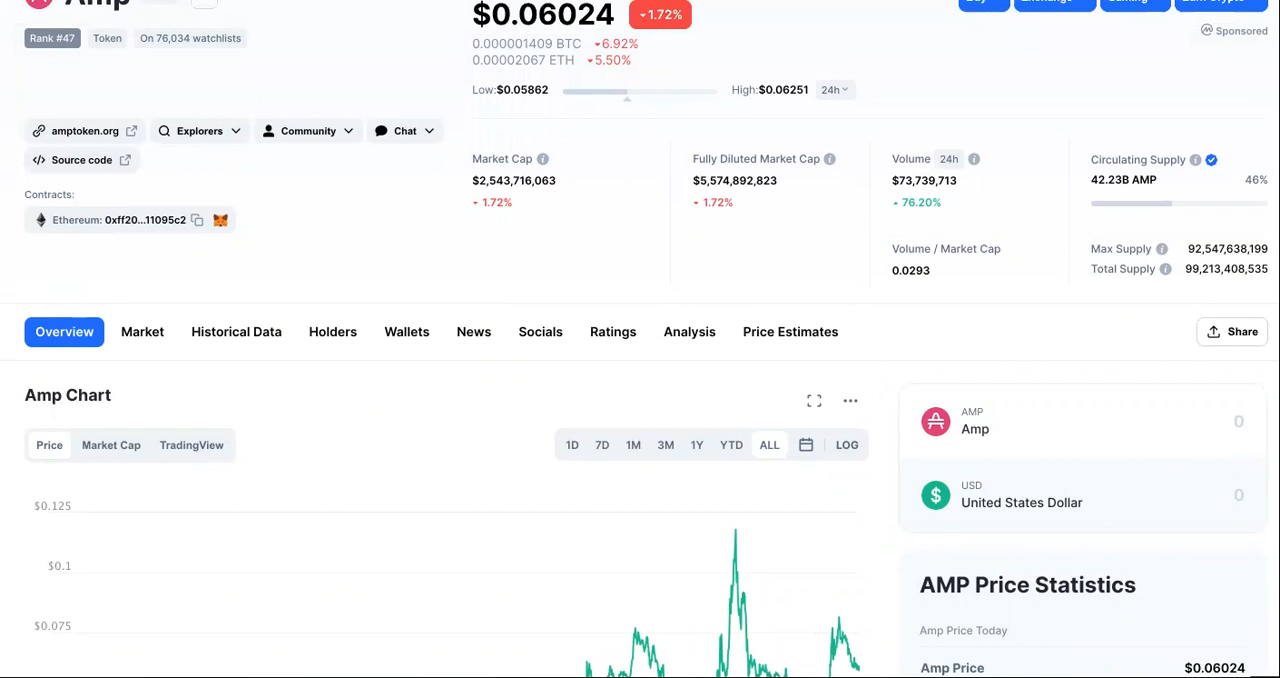 Amp
$0.06024 1.72%
Rank #47 Token On 76,034 watchlists
0.000001409 BTC 6.92%
0.00002067 ETH 5.50%
Sponsored
Low:$0.05862 High:$0.06251 24h
amptoken.org Explorers Community Chat
Source code
Contracts:
Ethereum: 0xff20...11095c2
Market Cap
$2,543,716,063
1.72%
Fully Diluted Market Cap
$5,574,892,823
1.72%
Volume 24h
$73,739,713
76.20%
Volume / Market Cap
0.0293
Circulating Supply
42.23B AMP 46%
Max Supply 92,547,638,199
Total Supply 99,213,408,535
Overview Market Historical Data Holders Wallets News Socials Ratings Analysis Price Estimates Share
Amp Chart
Price Market Cap TradingView 1D 7D 1M 3M 1Y YTD ALL LOG
$0.125
$0.1
$0.075
AMP
Amp 0
USD
United States Dollar 0
AMP Price Statistics
Amp Price Today
Amp Price $0.06024